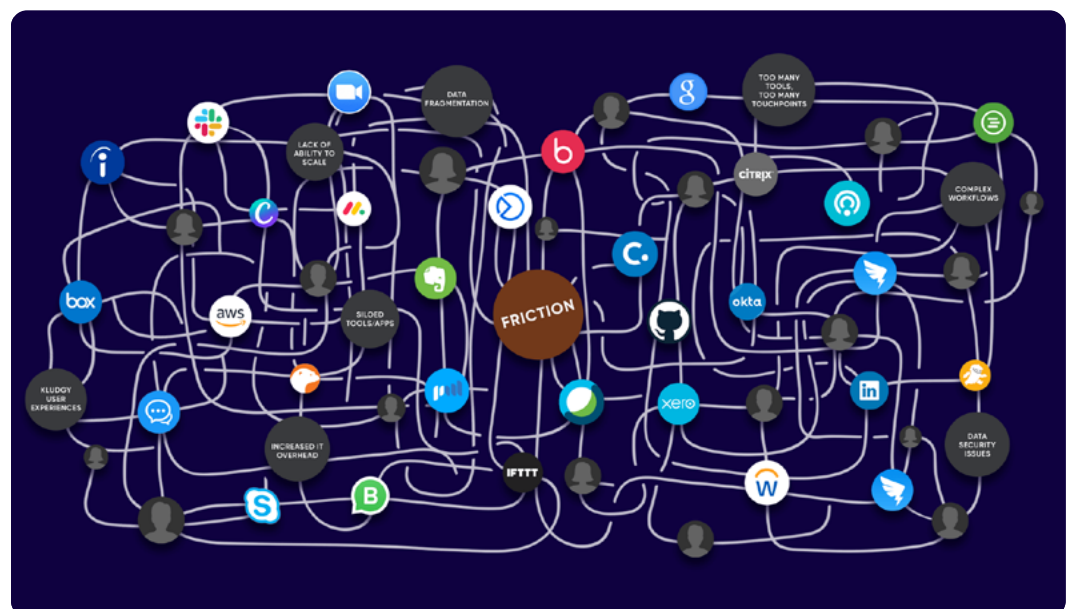 DATA
FRAGMENTATION
TOO MANY
TOOLS,
TOO MANY
TOUCHPOINTS
g
LACK OF
ABILITY TO
SCALE
b
i
CITRIX
COMPLEX
WORKFLOWS
C
C.
box
aws
SILOED
TOOLS/APPS
FRICTION
okta
KLUDGY
USER
EXPERIENCES
in
xero
INCREASED IT
OVERHEAD
DATA
SECURITY
ISSUES
IFTTT
W
S
B